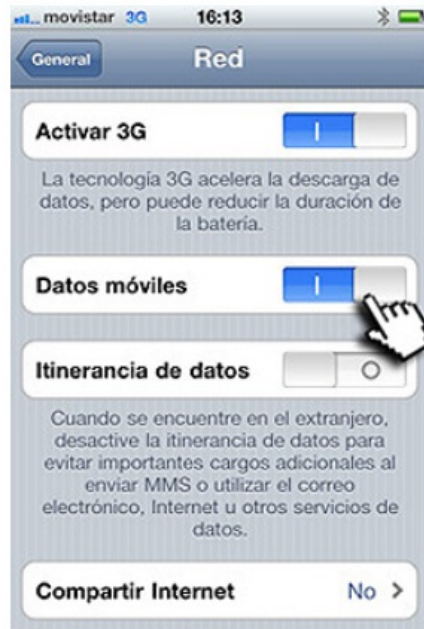 movistar 3G 16:13
General Red
Activar 3G
La tecnología 3G acelera la descarga de
datos, pero puede reducir la duración de
la batería.
Datos móviles
Itinerancia de datos
Cuando se encuentre en el extranjero,
desactive la itinerancia de datos para
evitar importantes cargos adicionales al
enviar MMS o utilizar el correo
electrónico, Internet u otros servicios de
datos.
Compartir Internet No >